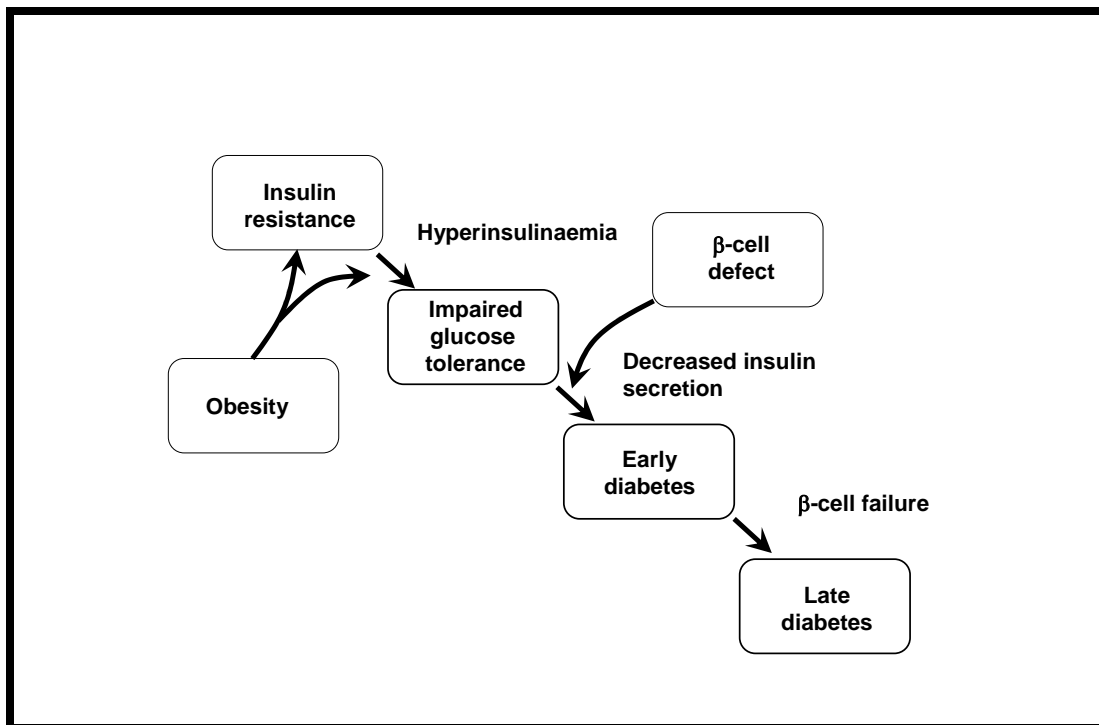 Insulin
resistance
Hyperinsulinaemia
β-cell
defect
Impaired
glucose
tolerance
Decreased insulin
secretion
Obesity
Early
diabetes
β-cell failure
Late
diabetes